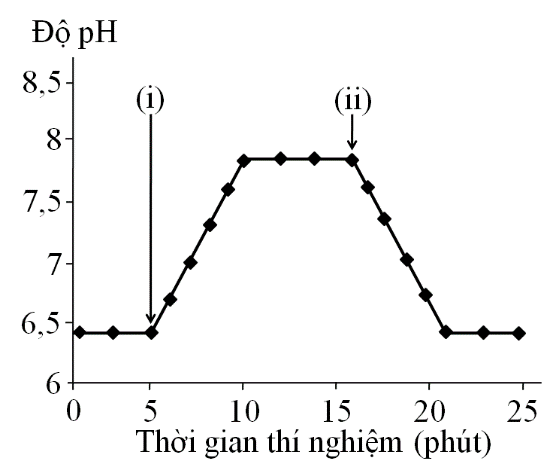 Độ pH
8,5
(i)
(ii)
8
7,5
7
6,5
6
0 5 10 15 20 25
Thời gian thí nghiệm (phút)